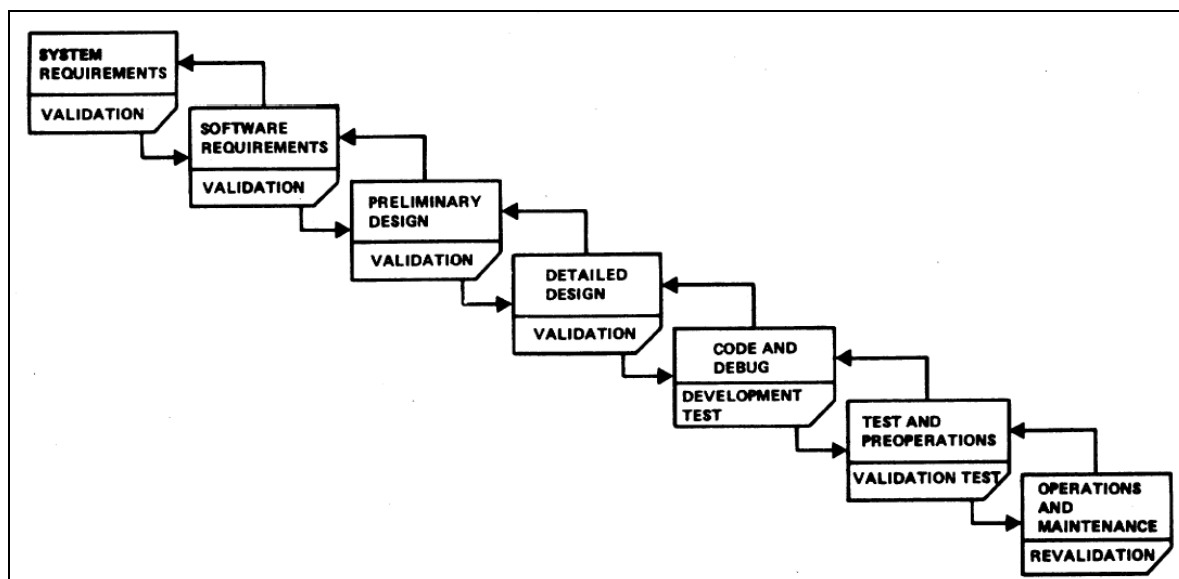 SYSTEM
REQUIREMENTS
VALIDATION
SOFTWARE
REQUIREMENTS
VALIDATION
PRELIMINARY
DESIGN
VALIDATION
DETAILED
DESIGN
VALIDATION
CODE AND
DEBUG
DEVELOPMENT
TEST
TEST AND
PREOPERATIONS
VALIDATION TEST
OPERATIONS
AND
MAINTENANCE
REVALIDATION